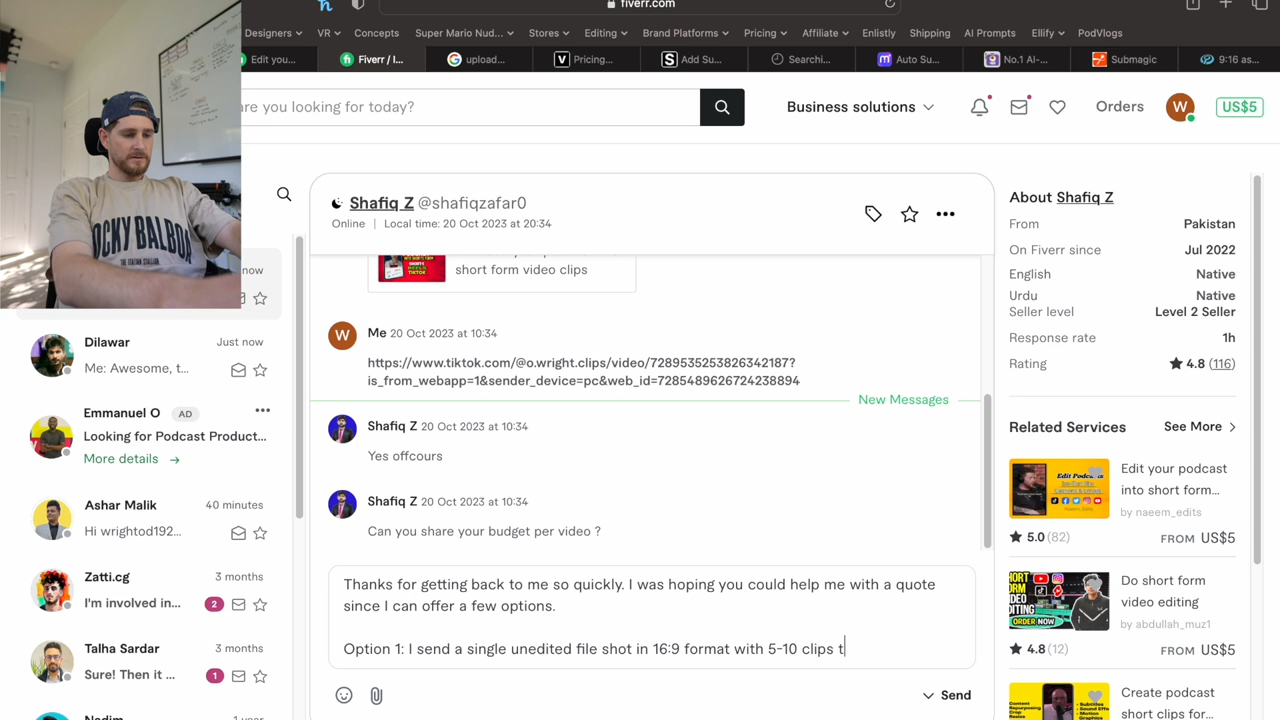 fiverr.com
Designers
VR
Concepts
Super Mario Nud...
Stores
Editing
Brand Platforms
Pricing
Affiliate
Enlistly
Shipping
AI Prompts
Ellify
PodVlogs
Edit you...
Fiverr / I...
upload...
Pricing...
Add Su...
Searchi...
Auto Su...
No.1 AI-...
Submagic
9:16 as...
are you looking for today?
Business solutions
Orders
W
US$5
Shafiq Z @shafiqzafar0
Online | Local time: 20 Oct 2023 at 20:34
now
Dilawar
Just now
Me: Awesome, t...
Emmanuel O AD
Looking for Podcast Product...
More details →
Ashar Malik
40 minutes
Hi wrightod192...
Zatti.cg
3 months
I'm involved in...
2
Talha Sardar
3 months
Sure! Then it ...
1
Nadim
1 year
short form video clips
W
Me 20 Oct 2023 at 10:34
https://www.tiktok.com/@o.wright.clips/video/7289535253826342187?
is_from_webapp=1&sender_device=pc&web_id=7285489626724238894
New Messages
Shafiq Z 20 Oct 2023 at 10:34
Yes offcours
Shafiq Z 20 Oct 2023 at 10:34
Can you share your budget per video ?
Thanks for getting back to me so quickly. I was hoping you could help me with a quote
since I can offer a few options.
Option 1: I send a single unedited file shot in 16:9 format with 5-10 clips t
Send
About Shafiq Z
From Pakistan
On Fiverr since Jul 2022
English Native
Urdu Native
Seller level Level 2 Seller
Response rate 1h
Rating 4.8 (116)
Related Services
See More
Edit your podcast
into short form...
by naeem_edits
5.0 (82)
FROM US$5
Do short form
video editing
by abdullah_muz1
4.8 (12)
FROM US$5
Create podcast
short clips for
ROCKY BALBOA
THE ITALIAN STALLION
SHORT FORM
VIDEO
EDITING
ORDER NOW